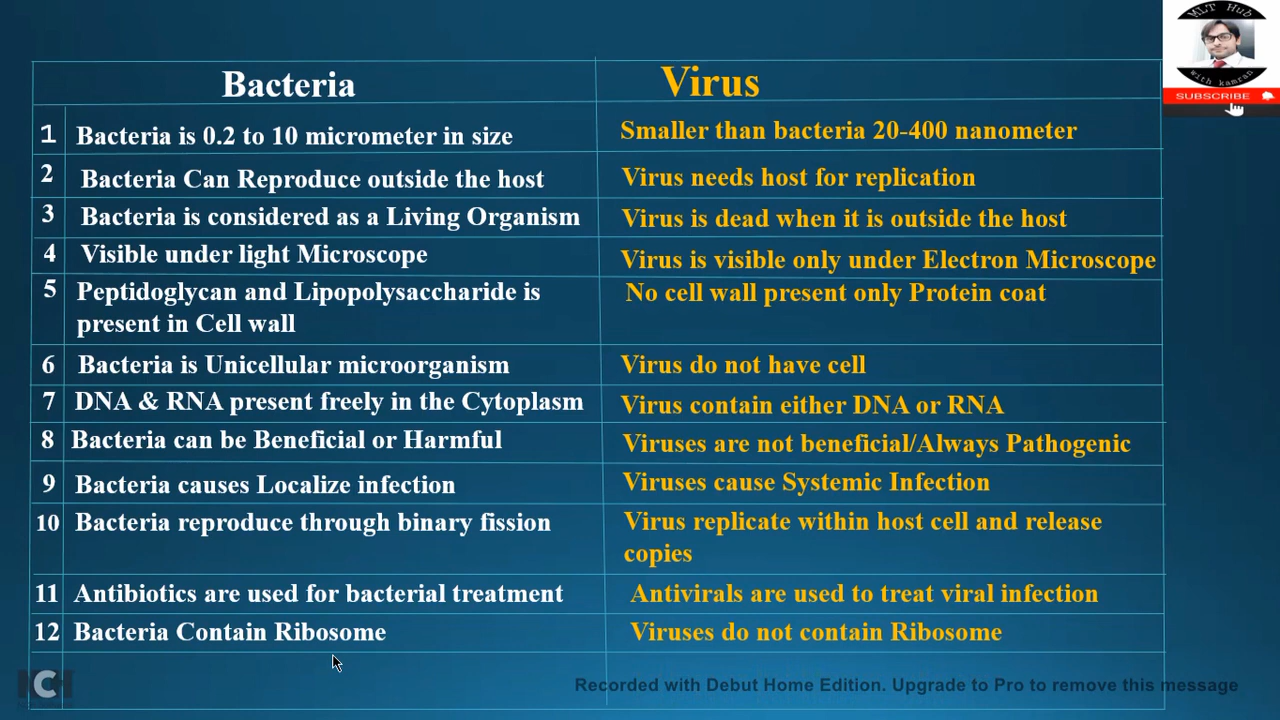 MLT Hub
with kamran
SUBSCRIBE
Bacteria Virus
1 Bacteria is 0.2 to 10 micrometer in size Smaller than bacteria 20-400 nanometer
2 Bacteria Can Reproduce outside the host Virus needs host for replication
3 Bacteria is considered as a Living Organism Virus is dead when it is outside the host
4 Visible under light Microscope Virus is visible only under Electron Microscope
5 Peptidoglycan and Lipopolysaccharide is No cell wall present only Protein coat
present in Cell wall
6 Bacteria is Unicellular microorganism Virus do not have cell
7 DNA & RNA present freely in the Cytoplasm Virus contain either DNA or RNA
8 Bacteria can be Beneficial or Harmful Viruses are not beneficial/Always Pathogenic
9 Bacteria causes Localize infection Viruses cause Systemic Infection
10 Bacteria reproduce through binary fission Virus replicate within host cell and release
copies
11 Antibiotics are used for bacterial treatment Antivirals are used to treat viral infection
12 Bacteria Contain Ribosome Viruses do not contain Ribosome
NCH
Recorded with Debut Home Edition. Upgrade to Pro to remove this message